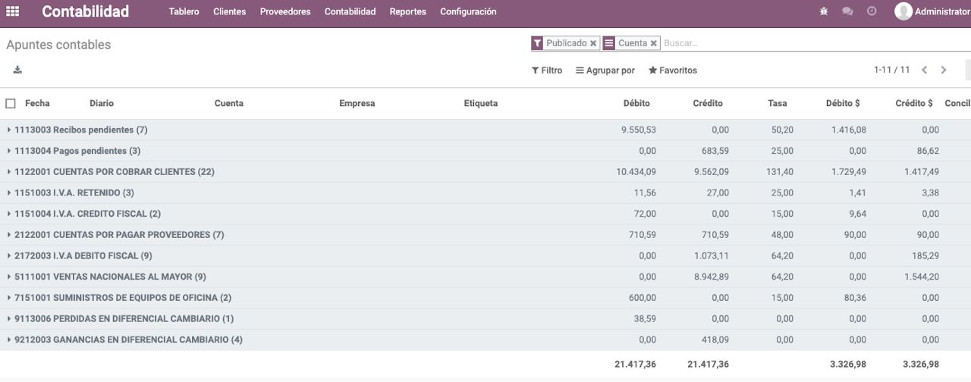 Contabilidad Tablero Clientes Proveedores Contabilidad Reportes Configuración Administrator
Apuntes contables Publicado × Cuenta × Buscar...
Filtro Agrupar por Favoritos 1-11 / 11
Fecha Diario Cuenta Empresa Etiqueta Débito Crédito Tasa Débito $ Crédito $ Concil
1113003 Recibos pendientes (7) 9.550,53 0,00 50,20 1.416,08 0,00
1113004 Pagos pendientes (3) 0,00 683,59 25,00 0,00 86,62
1122001 CUENTAS POR COBRAR CLIENTES (22) 10.434,09 9.562,09 131,40 1.729,49 1.417,49
1151003 I.V.A. RETENIDO (3) 11,56 27,00 25,00 1,41 3,38
1151004 I.V.A. CREDITO FISCAL (2) 72,00 0,00 15,00 9,64 0,00
2122001 CUENTAS POR PAGAR PROVEEDORES (7) 710,59 710,59 48,00 90,00 90,00
2172003 I.V.A DEBITO FISCAL (9) 0,00 1.073,11 64,20 0,00 185,29
5111001 VENTAS NACIONALES AL MAYOR (9) 0,00 8.942,89 64,20 0,00 1.544,20
7151001 SUMINISTROS DE EQUIPOS DE OFICINA (2) 600,00 0,00 15,00 80,36 0,00
9113006 PERDIDAS EN DIFERENCIAL CAMBIARIO (1) 38,59 0,00 0,00 0,00 0,00
9212003 GANANCIAS EN DIFERENCIAL CAMBIARIO (4) 0,00 418,09 0,00 0,00 0,00
21.417,36 21.417,36 3.326,98 3.326,98